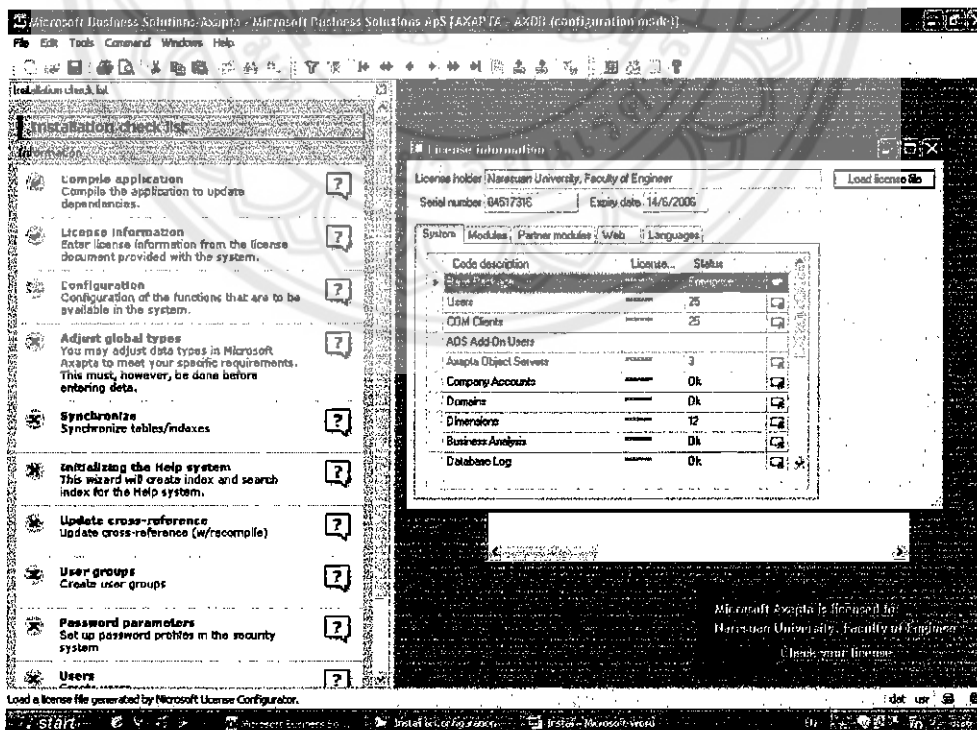 Microsoft Business Solutions-Axapta - Microsoft Business Solutions ApS [AXAPTA - AXDB (configuration mode)]
File Edit Tools Command Windows Help
Installation check list
Installation check list
Information
Compile application
Compile the application to update
dependencies.
License information
Enter license information from the license
document provided with the system.
Configuration
Configuration of the functions that are to be
available in the system.
Adjust global types
You may adjust data types in Microsoft
Axapta to meet your specific requirements.
This must, however, be done before
entering data.
Synchronize
Synchronize tables/indexes
Initializing the Help system
This wizard will create index and search
index for the Help system.
Update cross-reference
Update cross-reference (w/recompile)
User groups
Create user groups
Password parameters
Set up password profiles in the security
system
Users
Create users
License information
License holder Naresuan University, Faculty of Engineer
Load license file
Serial number 84517316 Expiry date 14/6/2006
System Modules Partner modules Web Languages
Code description License... Status
Enterprise
Users ******** 25
COM Clients ******** 25
AOS Add-On Users
Axapta Object Servers ******** 3
Company Accounts ******** Ok
Domains ******** Ok
Dimensions ******** 12
Business Analysis ******** Ok
Database Log ******** Ok
Microsoft Axapta is licensed to:
Naresuan University, Faculty of Engineer
Check your license
Load a license file generated by Microsoft License Configurator.
dat usr
start
Install - Microsoft Word